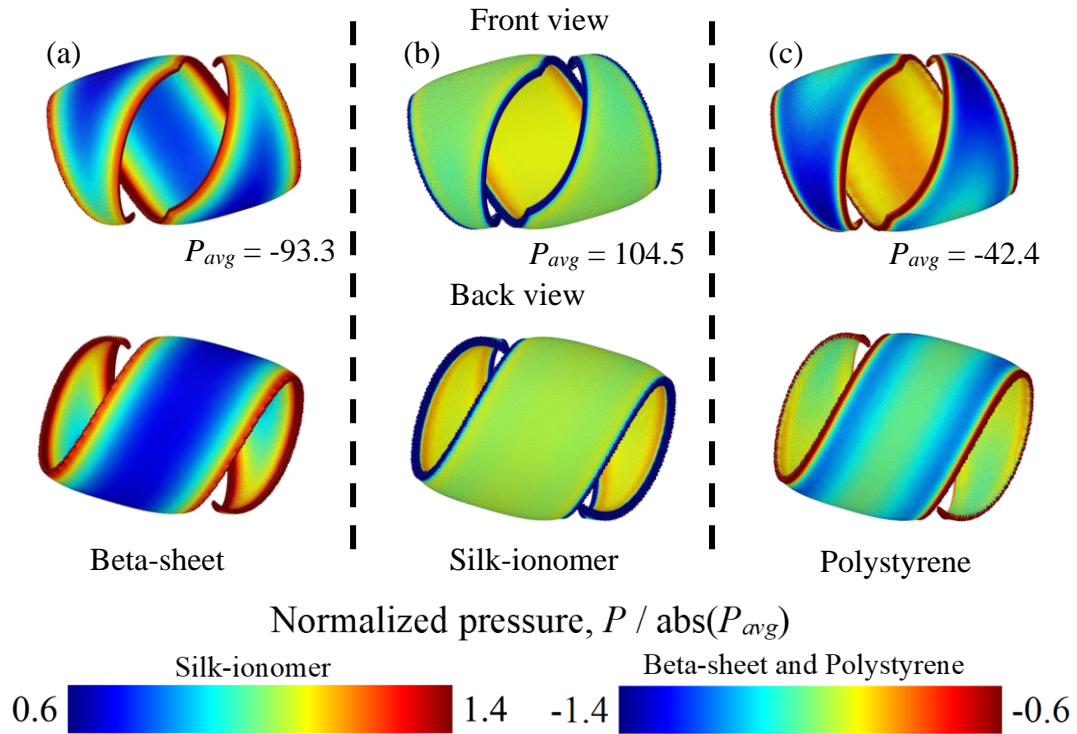 Front view
(a)
(b)
(c)
P_avg = -93.3
P_avg = 104.5
P_avg = -42.4
Back view
Beta-sheet
Silk-ionomer
Polystyrene
Normalized pressure, P / abs(P_avg)
Silk-ionomer
Beta-sheet and Polystyrene
0.6
1.4
-1.4
-0.6